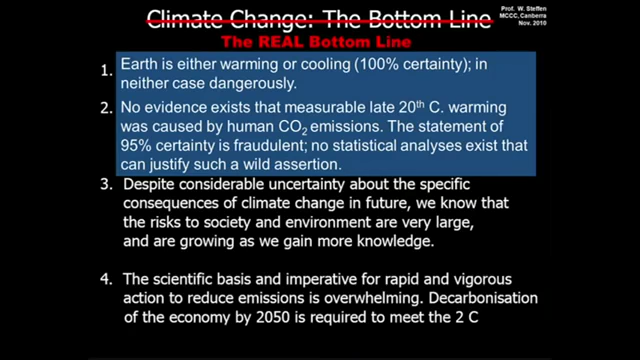 Climate Change: The Bottom Line
Prof. W. Steffen
MCCC, Canberra
Nov. 2010
The REAL Bottom Line
1. Earth is either warming or cooling (100% certainty); in
neither case dangerously.
2. No evidence exists that measurable late 20th C. warming
was caused by human CO2 emissions. The statement of
95% certainty is fraudulent; no statistical analyses exist that
can justify such a wild assertion.
3. Despite considerable uncertainty about the specific
consequences of climate change in future, we know that
the risks to society and environment are very large,
and are growing as we gain more knowledge.
4. The scientific basis and imperative for rapid and vigorous
action to reduce emissions is overwhelming. Decarbonisation
of the economy by 2050 is required to meet the 2 C